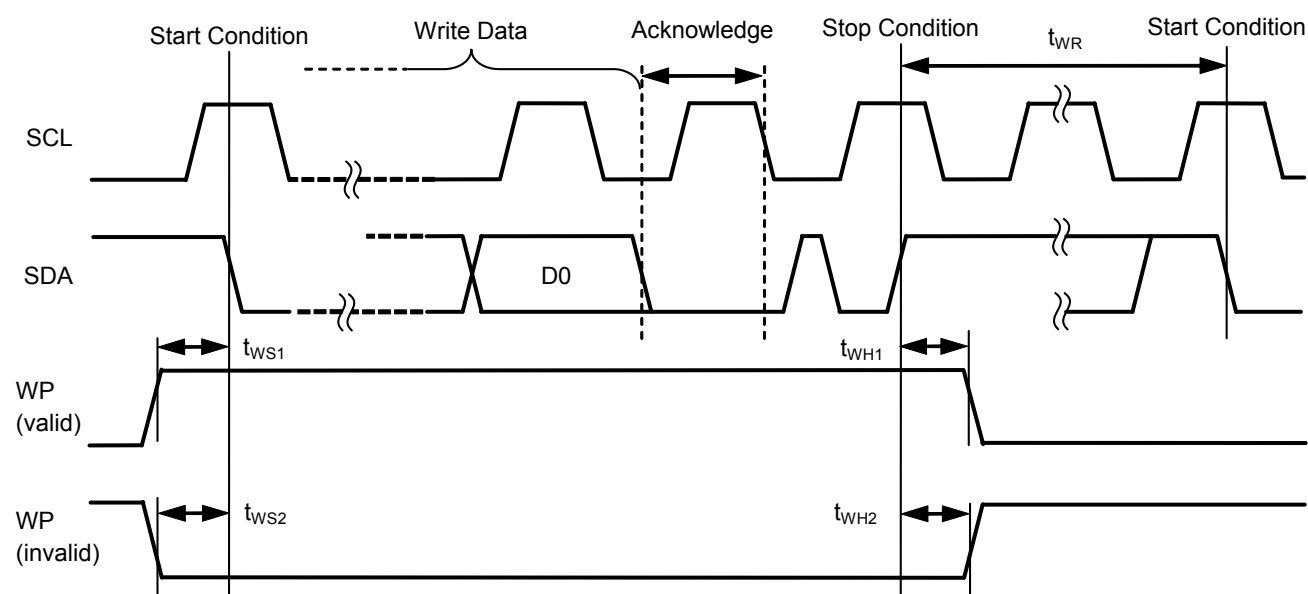 Start Condition
Write Data
Acknowledge
Stop Condition
tWR
Start Condition
SCL
SDA
D0
tWS1
tWH1
WP
(valid)
tWS2
tWH2
WP
(invalid)